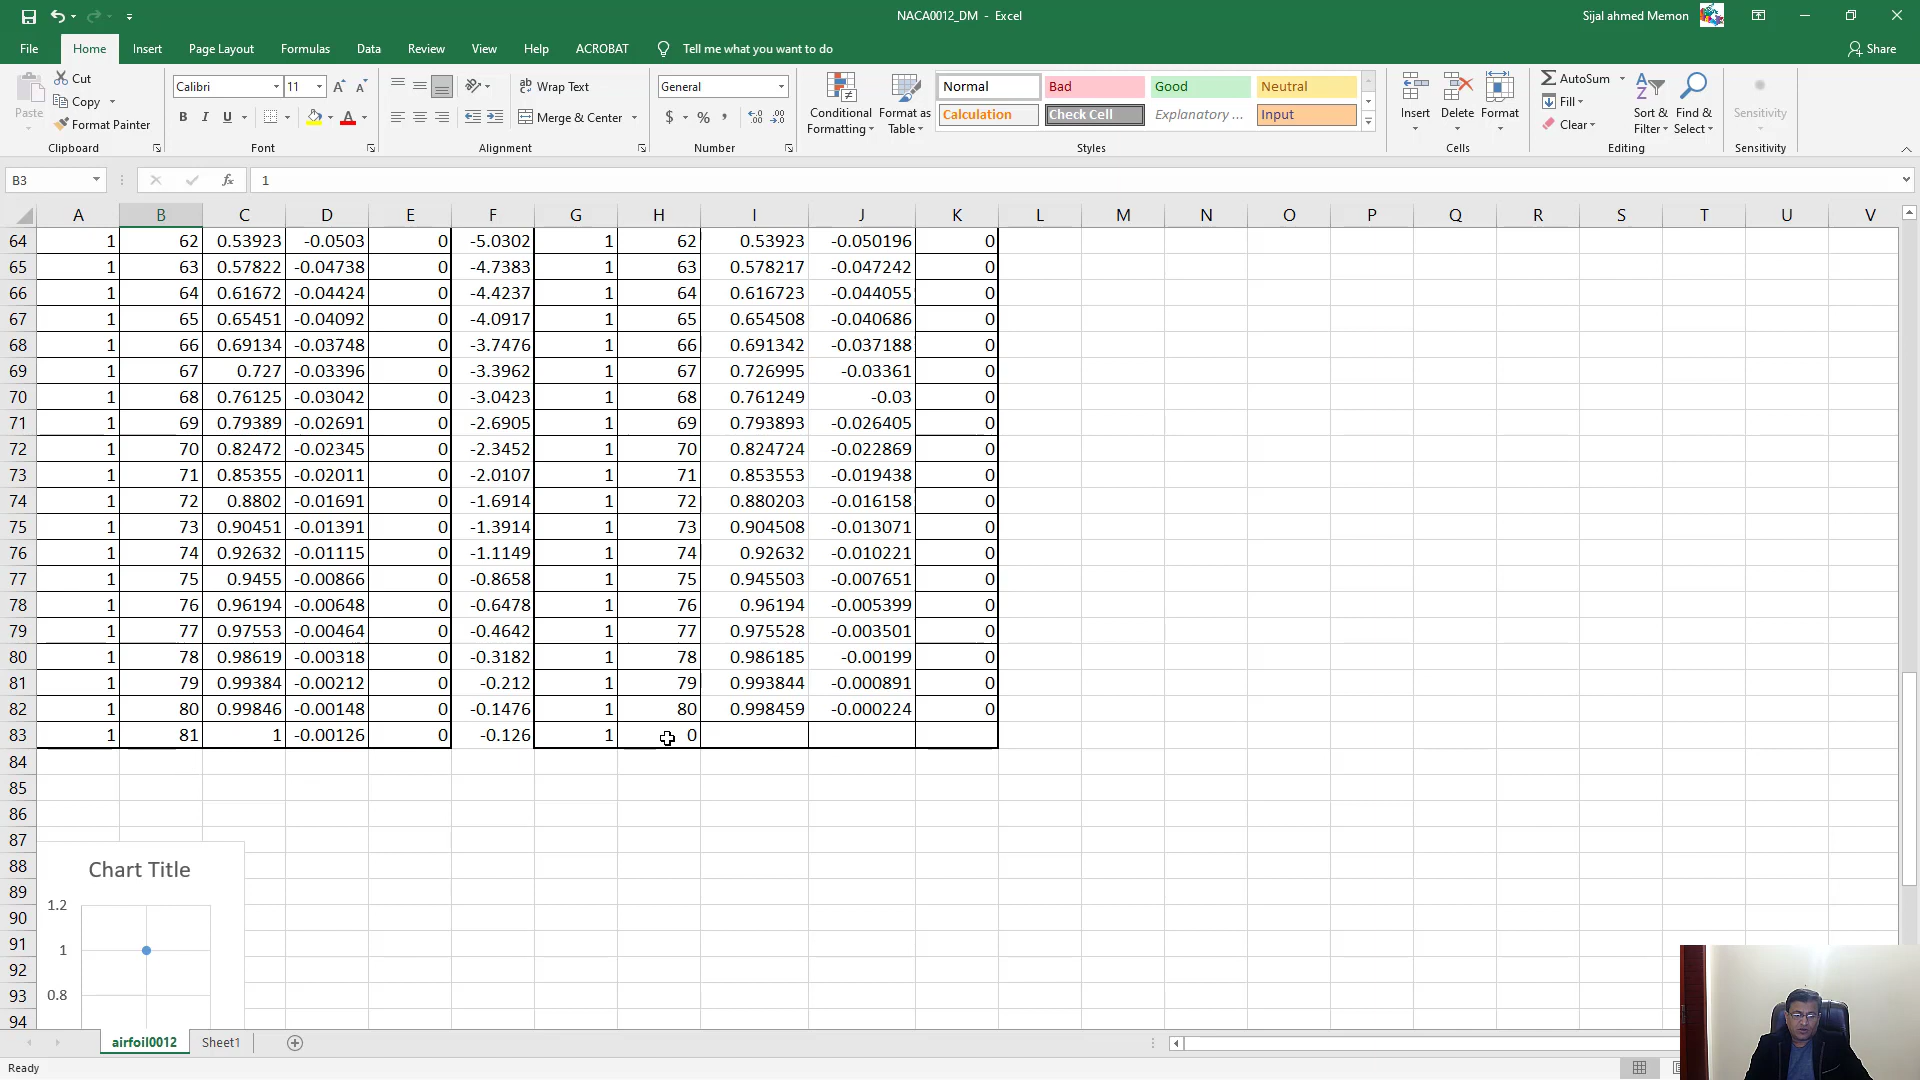 NACA0012_DM - Excel
Sijal ahmed Memon
File Home Insert Page Layout Formulas Data Review View Help ACROBAT Tell me what you want to do Share
Paste
Cut
Copy
Format Painter
Clipboard
Calibri 11
B I U
Font
Wrap Text
Merge & Center
Alignment
General
$ % ,
Number
Conditional Formatting
Format as Table
Normal Bad Good Neutral
Calculation Check Cell Explanatory ... Input
Styles
Insert Delete Format
Cells
AutoSum
Fill
Clear
Sort & Filter
Find & Select
Editing
Sensitivity
Sensitivity
B3 fx 1
A B C D E F G H I J K L M N O P Q R S T U V
64 1 62 0.53923 -0.0503 0 -5.0302 1 62 0.53923 -0.050196 0
65 1 63 0.57822 -0.04738 0 -4.7383 1 63 0.578217 -0.047242 0
66 1 64 0.61672 -0.04424 0 -4.4237 1 64 0.616723 -0.044055 0
67 1 65 0.65451 -0.04092 0 -4.0917 1 65 0.654508 -0.040686 0
68 1 66 0.69134 -0.03748 0 -3.7476 1 66 0.691342 -0.037188 0
69 1 67 0.727 -0.03396 0 -3.3962 1 67 0.726995 -0.03361 0
70 1 68 0.76125 -0.03042 0 -3.0423 1 68 0.761249 -0.03 0
71 1 69 0.79389 -0.02691 0 -2.6905 1 69 0.793893 -0.026405 0
72 1 70 0.82472 -0.02345 0 -2.3452 1 70 0.824724 -0.022869 0
73 1 71 0.85355 -0.02011 0 -2.0107 1 71 0.853553 -0.019438 0
74 1 72 0.8802 -0.01691 0 -1.6914 1 72 0.880203 -0.016158 0
75 1 73 0.90451 -0.01391 0 -1.3914 1 73 0.904508 -0.013071 0
76 1 74 0.92632 -0.01115 0 -1.1149 1 74 0.92632 -0.010221 0
77 1 75 0.9455 -0.00866 0 -0.8658 1 75 0.945503 -0.007651 0
78 1 76 0.96194 -0.00648 0 -0.6478 1 76 0.96194 -0.005399 0
79 1 77 0.97553 -0.00464 0 -0.4642 1 77 0.975528 -0.003501 0
80 1 78 0.98619 -0.00318 0 -0.3182 1 78 0.986185 -0.00199 0
81 1 79 0.99384 -0.00212 0 -0.212 1 79 0.993844 -0.000891 0
82 1 80 0.99846 -0.00148 0 -0.1476 1 80 0.998459 -0.000224 0
83 1 81 1 -0.00126 0 -0.126 1 0
84
85
86
87
88 Chart Title
89
90 1.2
91
92 1
93 0.8
94
airfoil0012 Sheet1
Ready